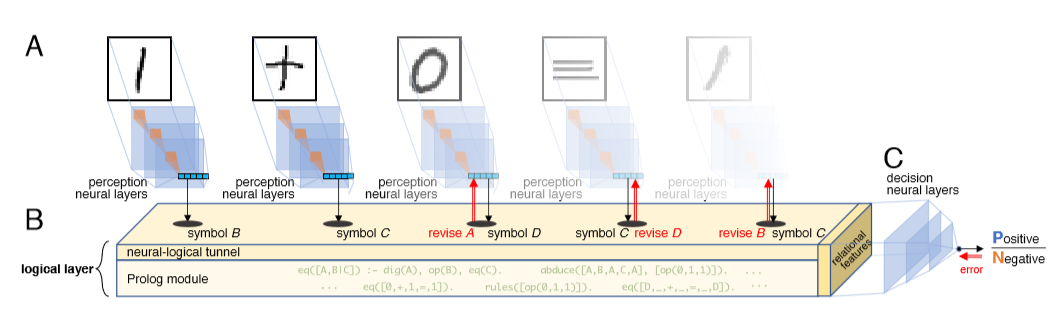 A
C
decision
neural layers
perception
neural layers
perception
neural layers
perception
neural layers
perception
neural layers
perception
neural layers
B
symbol B
symbol C
revise A
symbol D
symbol C
revise D
revise B
symbol C
logical layer
neural-logical tunnel
Prolog module
eq([A,B|C]) :- dig(A), op(B), eq(C). abduce([A,B,A,C,A], [op(0,1,1)]). ...
... eq([0,+,1,=,1]). rules([op(0,1,1)]). eq([D,_,+,_,=,_,D]). ...
relational
features
Positive
Negative
error